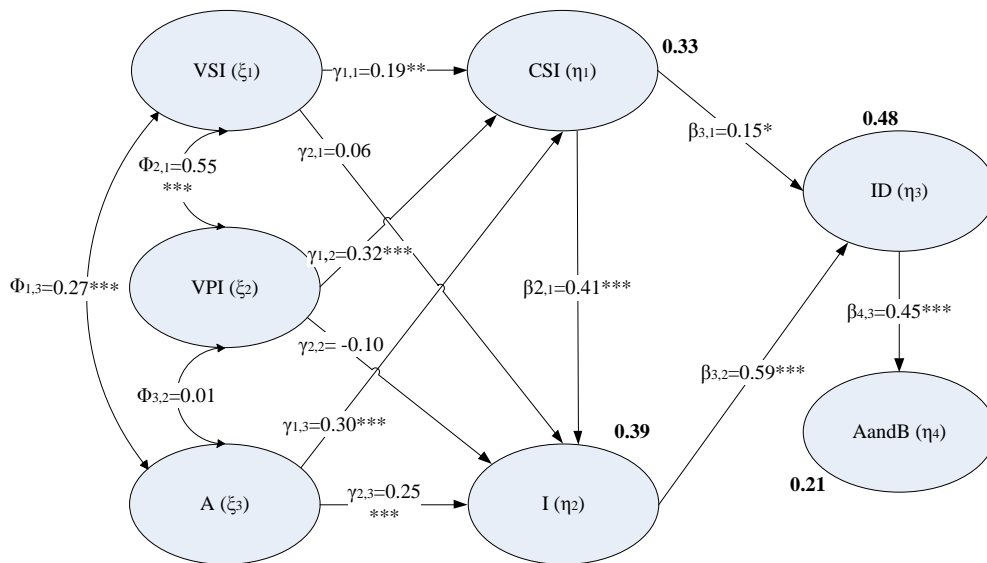 0.33
VSI (ξ1)
γ1,1=0.19**
CSI (η1)
0.48
β3,1=0.15*
γ2,1=0.06
Φ2,1=0.55
***
ID (η3)
γ1,2=0.32***
Φ1,3=0.27***
VPI (ξ2)
β2,1=0.41***
β4,3=0.45***
γ2,2= -0.10
β3,2=0.59***
Φ3,2=0.01
γ1,3=0.30***
0.39
AandB (η4)
0.21
A (ξ3)
γ2,3=0.25
***
I (η2)